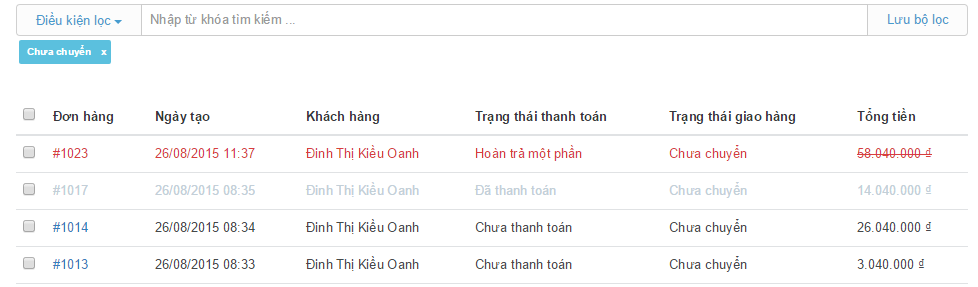 Điều kiện lọc Nhập từ khóa tìm kiếm ... Lưu bộ lọc
Chưa chuyển x
Đơn hàng Ngày tạo Khách hàng Trạng thái thanh toán Trạng thái giao hàng Tổng tiền
#1023 26/08/2015 11:37 Đinh Thị Kiều Oanh Hoàn trả một phần Chưa chuyển 58.040.000 ₫
#1017 26/08/2015 08:35 Đinh Thị Kiều Oanh Đã thanh toán Chưa chuyển 14.040.000 ₫
#1014 26/08/2015 08:34 Đinh Thị Kiều Oanh Chưa thanh toán Chưa chuyển 26.040.000 ₫
#1013 26/08/2015 08:33 Đinh Thị Kiều Oanh Chưa thanh toán Chưa chuyển 3.040.000 ₫